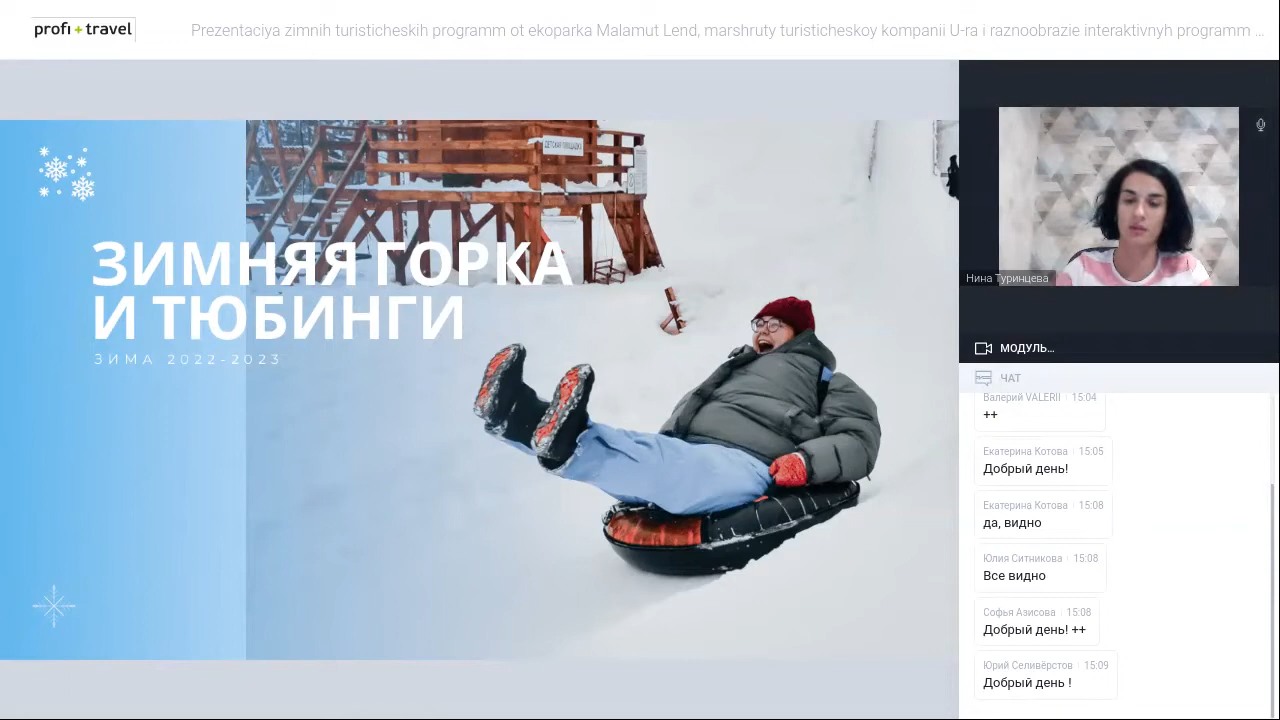 profi + travel
Prezentaciya zimnih turisticheskih programm ot ekoparka Malamut Lend, marshruty turisticheskoy kompanii U-ra i raznoobrazie interaktivnyh programm ...
ДЕТСКАЯ ПЛОЩАДКА
ЗИМНЯЯ ГОРКА
И ТЮБИНГИ
ЗИМА 2022-2023
Нина Туринцева
МОДУЛЬ...
ЧАТ
Валерий VALERII 15:04
++
Екатерина Котова 15:05
Добрый день!
Екатерина Котова 15:08
да, видно
Юлия Ситникова 15:08
Все видно
Софья Азисова 15:08
Добрый день! ++
Юрий Селивёрстов 15:09
Добрый день !